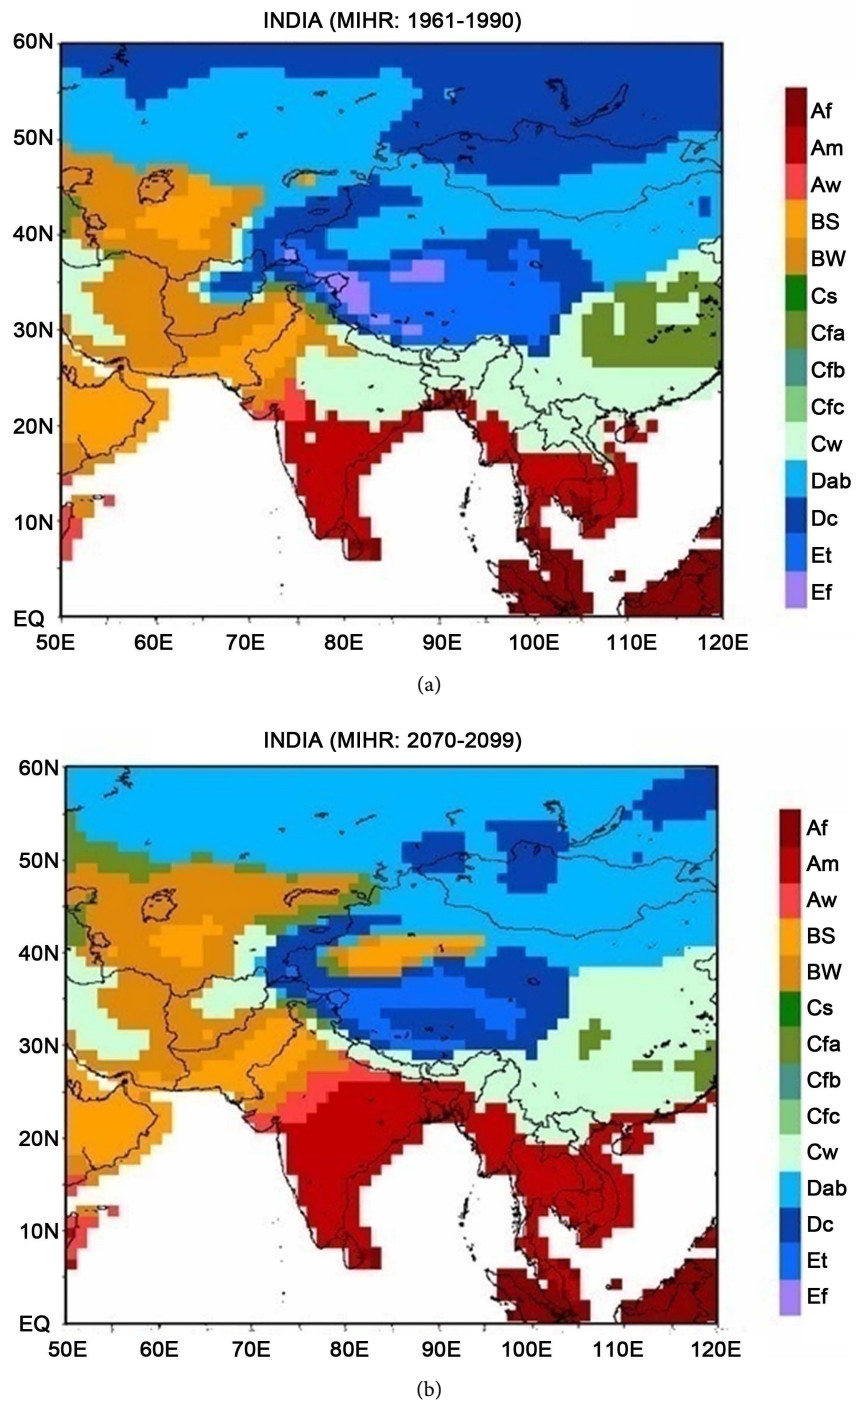 INDIA (MIHR: 1961-1990)
60N
50N
40N
30N
20N
10N
EQ
50E 60E 70E 80E 90E 100E 110E 120E
Af
Am
Aw
BS
BW
Cs
Cfa
Cfb
Cfc
Cw
Dab
Dc
Et
Ef
(a)
INDIA (MIHR: 2070-2099)
60N
50N
40N
30N
20N
10N
EQ
50E 60E 70E 80E 90E 100E 110E 120E
Af
Am
Aw
BS
BW
Cs
Cfa
Cfb
Cfc
Cw
Dab
Dc
Et
Ef
(b)